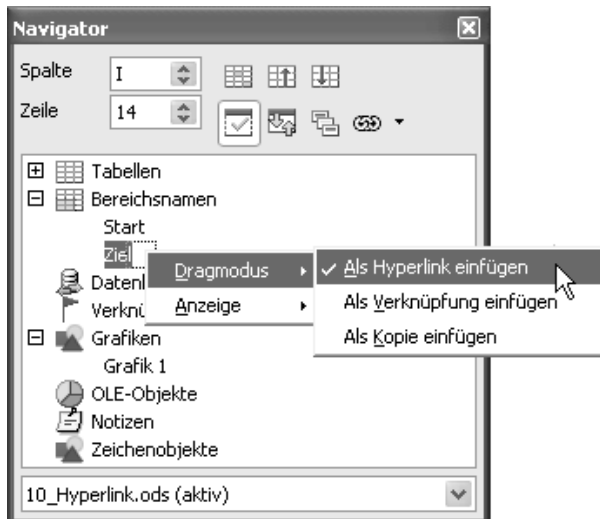 Navigator
Spalte I
Zeile 14
Tabellen
Bereichsnamen
Start
Ziel
Dragmodus
Als Hyperlink einfügen
Als Verknüpfung einfügen
Als Kopie einfügen
Anzeige
Grafiken
Grafik 1
OLE-Objekte
Notizen
Zeichenobjekte
10_Hyperlink.ods (aktiv)